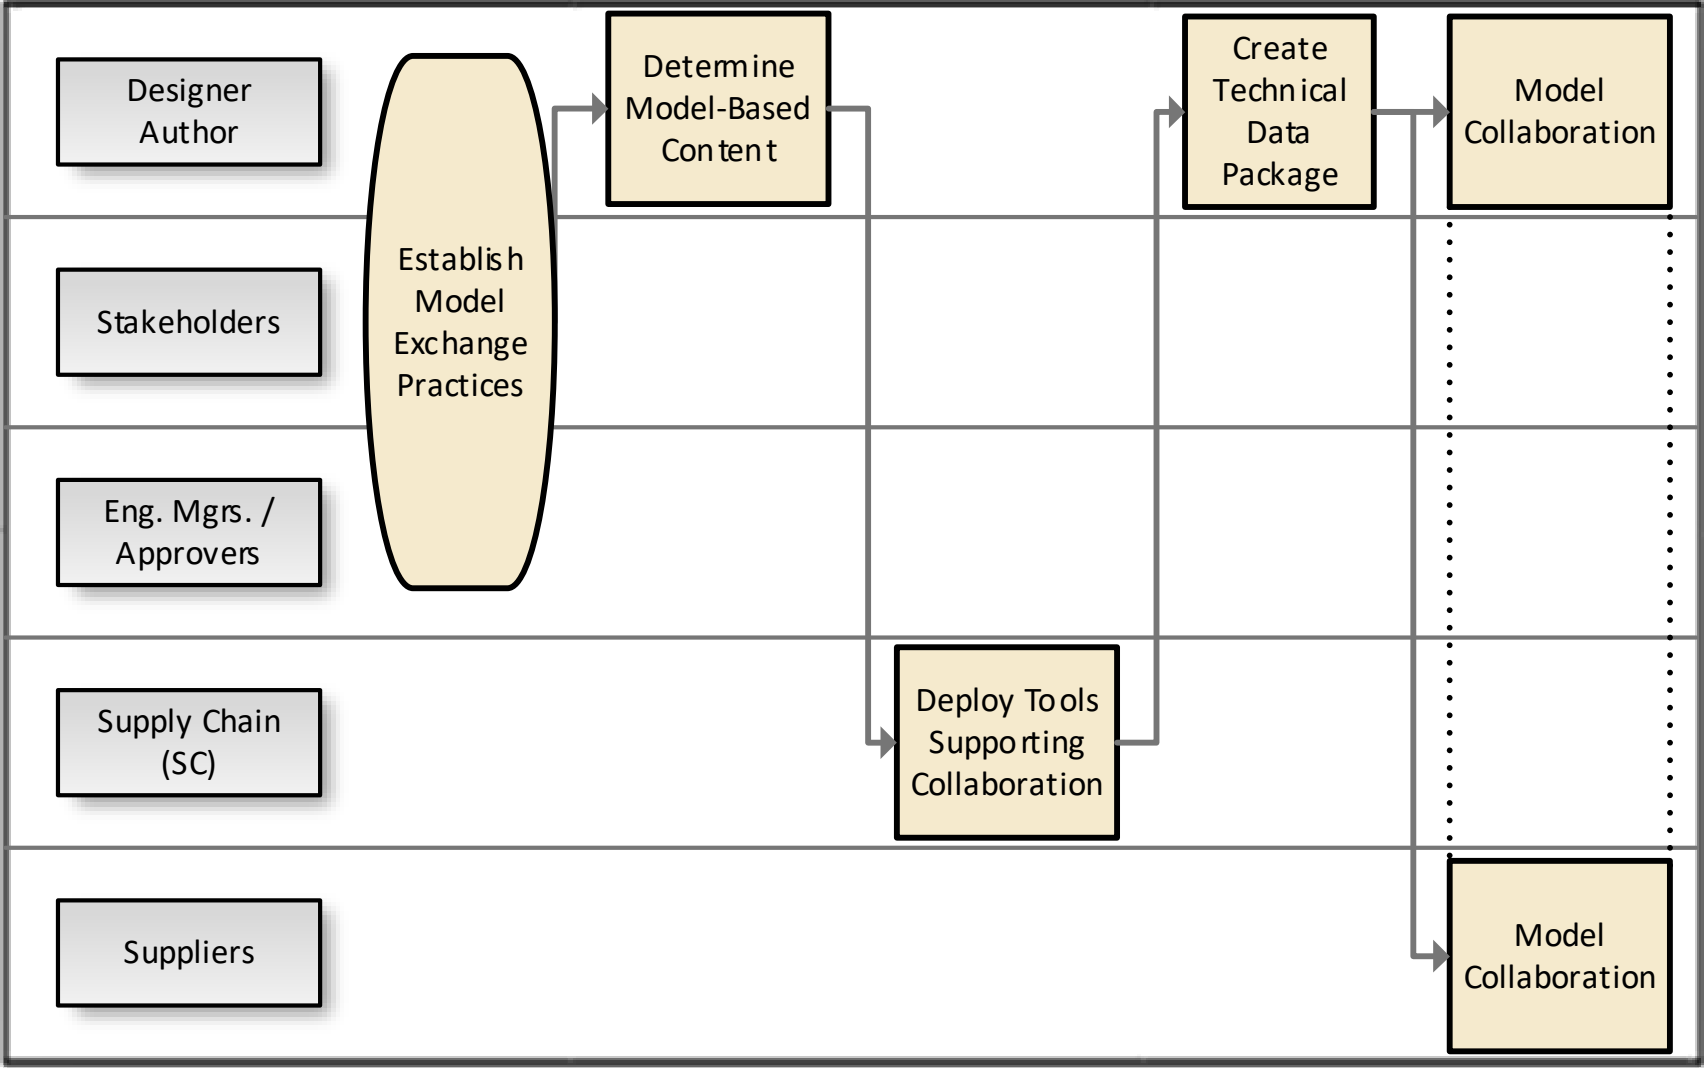 Designer
Author
Determine
Model-Based
Content
Create
Technical
Data
Package
Model
Collaboration
Establish
Model
Exchange
Practices
Stakeholders
Eng. Mgrs. /
Approvers
Supply Chain
(SC)
Deploy Tools
Supporting
Collaboration
Suppliers
Model
Collaboration